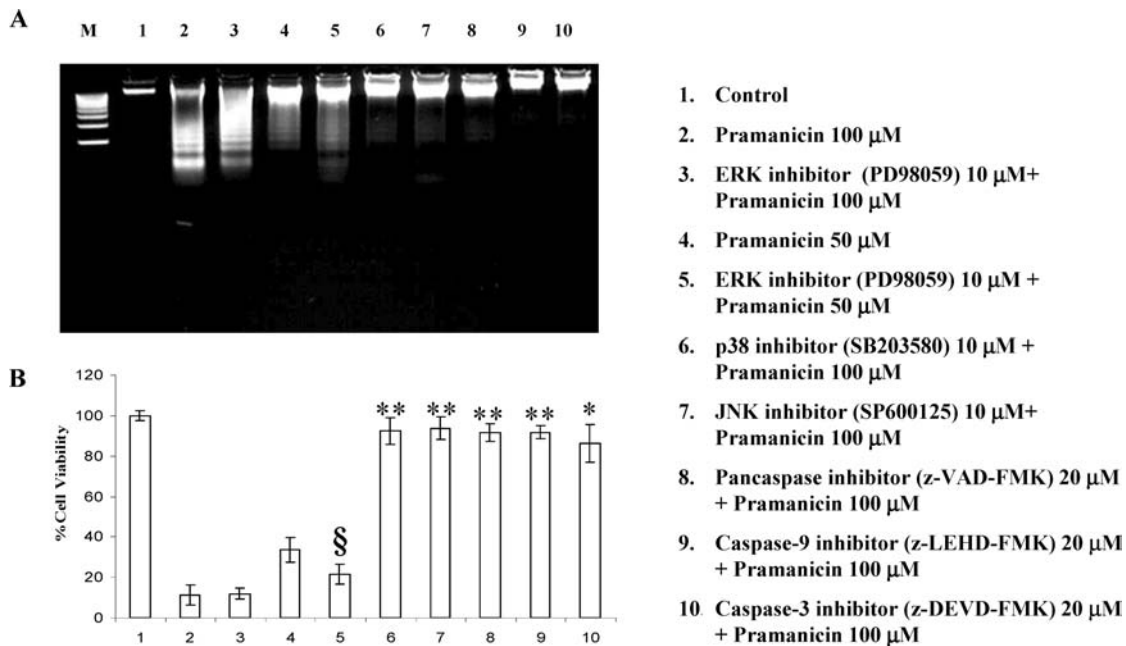 A
M 1 2 3 4 5 6 7 8 9 10
B
120
100
80
60
40
20
0
%Cell Viability
§
** ** ** ** *
1 2 3 4 5 6 7 8 9 10
1. Control
2. Pramanicin 100 µM
3. ERK inhibitor (PD98059) 10 µM+
Pramanicin 100 µM
4. Pramanicin 50 µM
5. ERK inhibitor (PD98059) 10 µM +
Pramanicin 50 µM
6. p38 inhibitor (SB203580) 10 µM +
Pramanicin 100 µM
7. JNK inhibitor (SP600125) 10 µM+
Pramanicin 100 µM
8. Pancaspase inhibitor (z-VAD-FMK) 20 µM
+ Pramanicin 100 µM
9. Caspase-9 inhibitor (z-LEHD-FMK) 20 µM
+ Pramanicin 100 µM
10. Caspase-3 inhibitor (z-DEVD-FMK) 20 µM
+ Pramanicin 100 µM